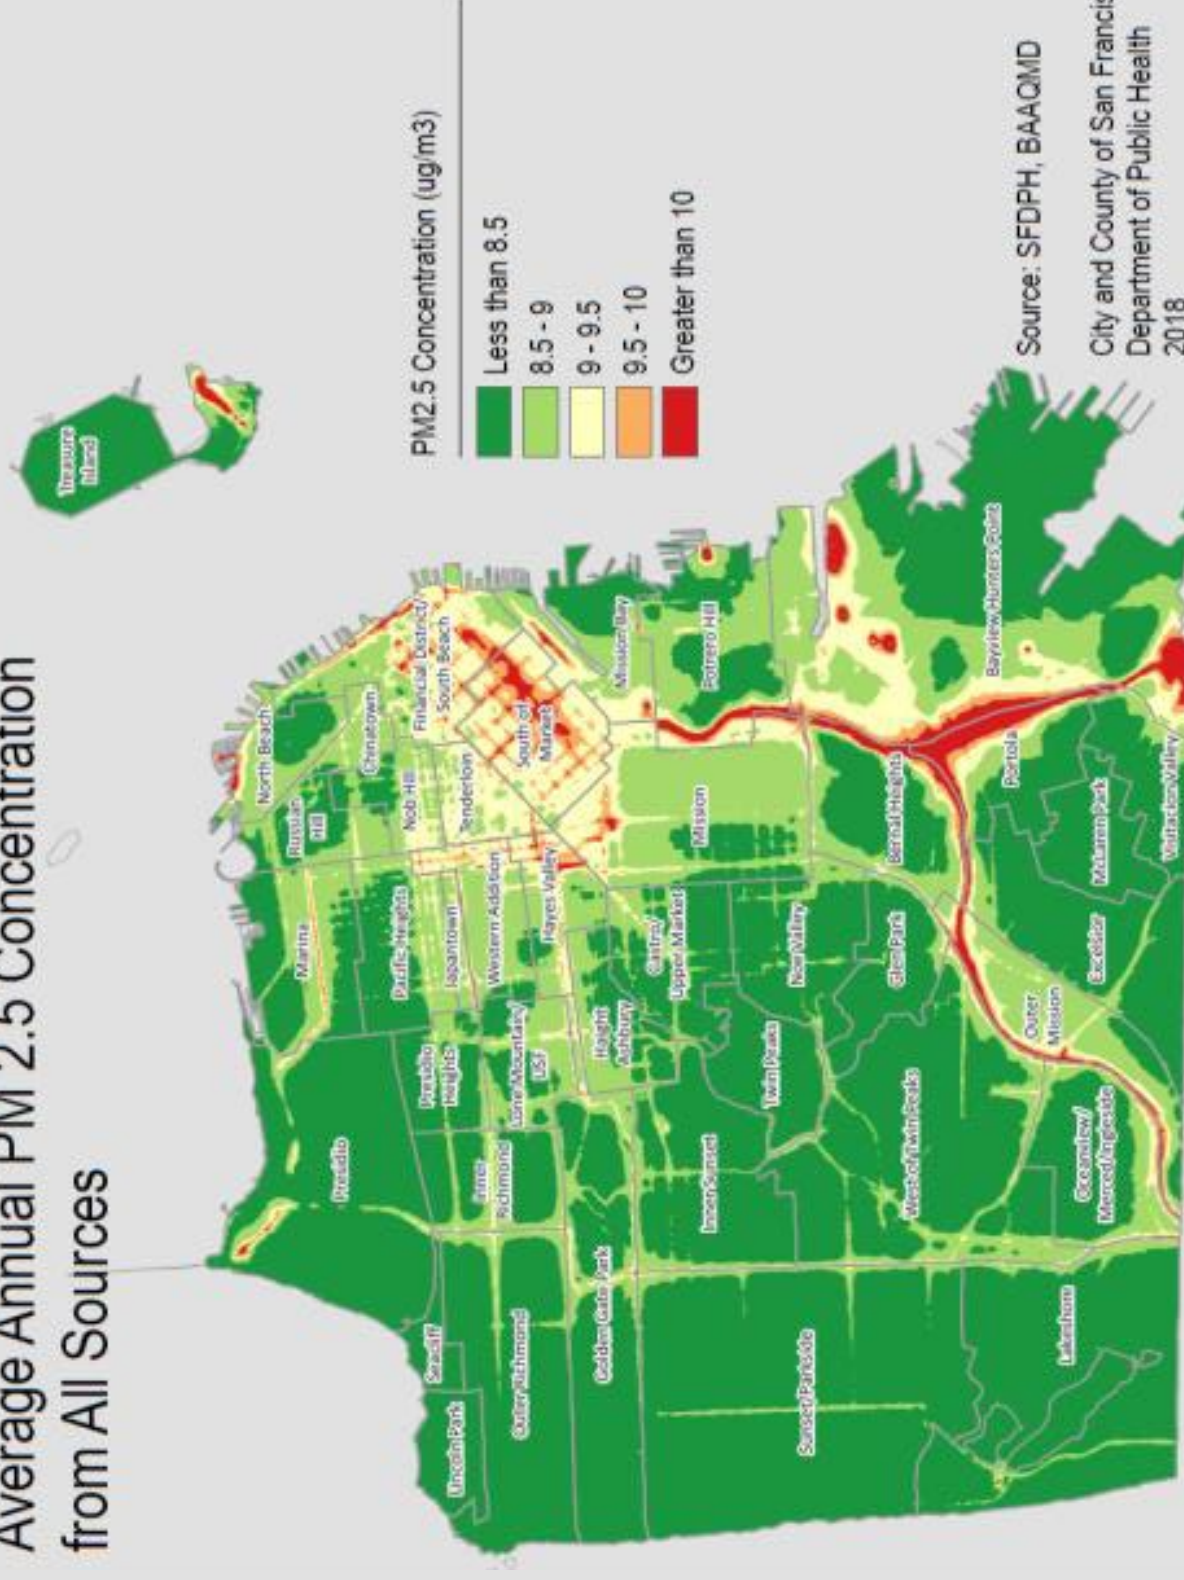 Average Annual PM 2.5 Concentration
from All Sources
Treasure
Island
PM2.5 Concentration (ug/m3)
Less than 8.5
8.5 - 9
9 - 9.5
9.5 - 10
Greater than 10
Source: SFDPH, BAAQMD
City and County of San Francis
Department of Public Health
2018
North Beach
Russian
Hill
Chinatown
Marina
Nob Hill
Financial District/
South Beach
Tenderloin
Pacific Heights
Japantown
Western Addition
Hayes Valley
South of
Market
Presidio
Presidio
Heights
Lone Mountain/
USF
Haight
Ashbury
Castro/
Upper Market
Mission Bay
Potrero Hill
Mission
Inner
Richmond
Seacliff
Lincoln Park
Outer Richmond
Golden Gate Park
Inner Sunset
Twin Peaks
Noe Valley
Glen Park
Bernal Heights
Bayview Hunters Point
Portola
McLaren Park
Visitacion Valley
Excelsior
Outer
Mission
West of Twin Peaks
Oceanview/
Merced/Ingleside
Sunset/Parkside
Lakeshore